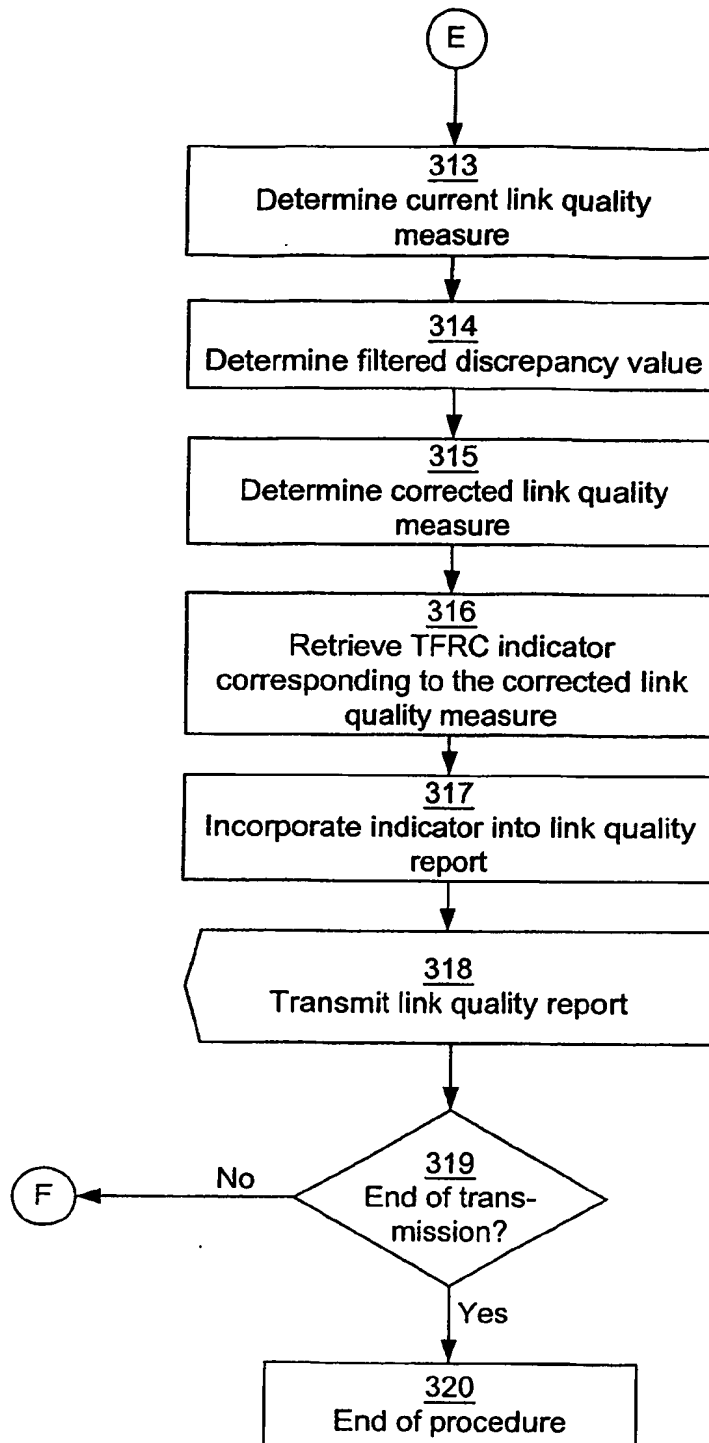 E
313
Determine current link quality
measure
314
Determine filtered discrepancy value
315
Determine corrected link quality
measure
316
Retrieve TFRC indicator
corresponding to the corrected link
quality measure
317
Incorporate indicator into link quality
report
318
Transmit link quality report
319
End of trans-
mission?
No
F
Yes
320
End of procedure